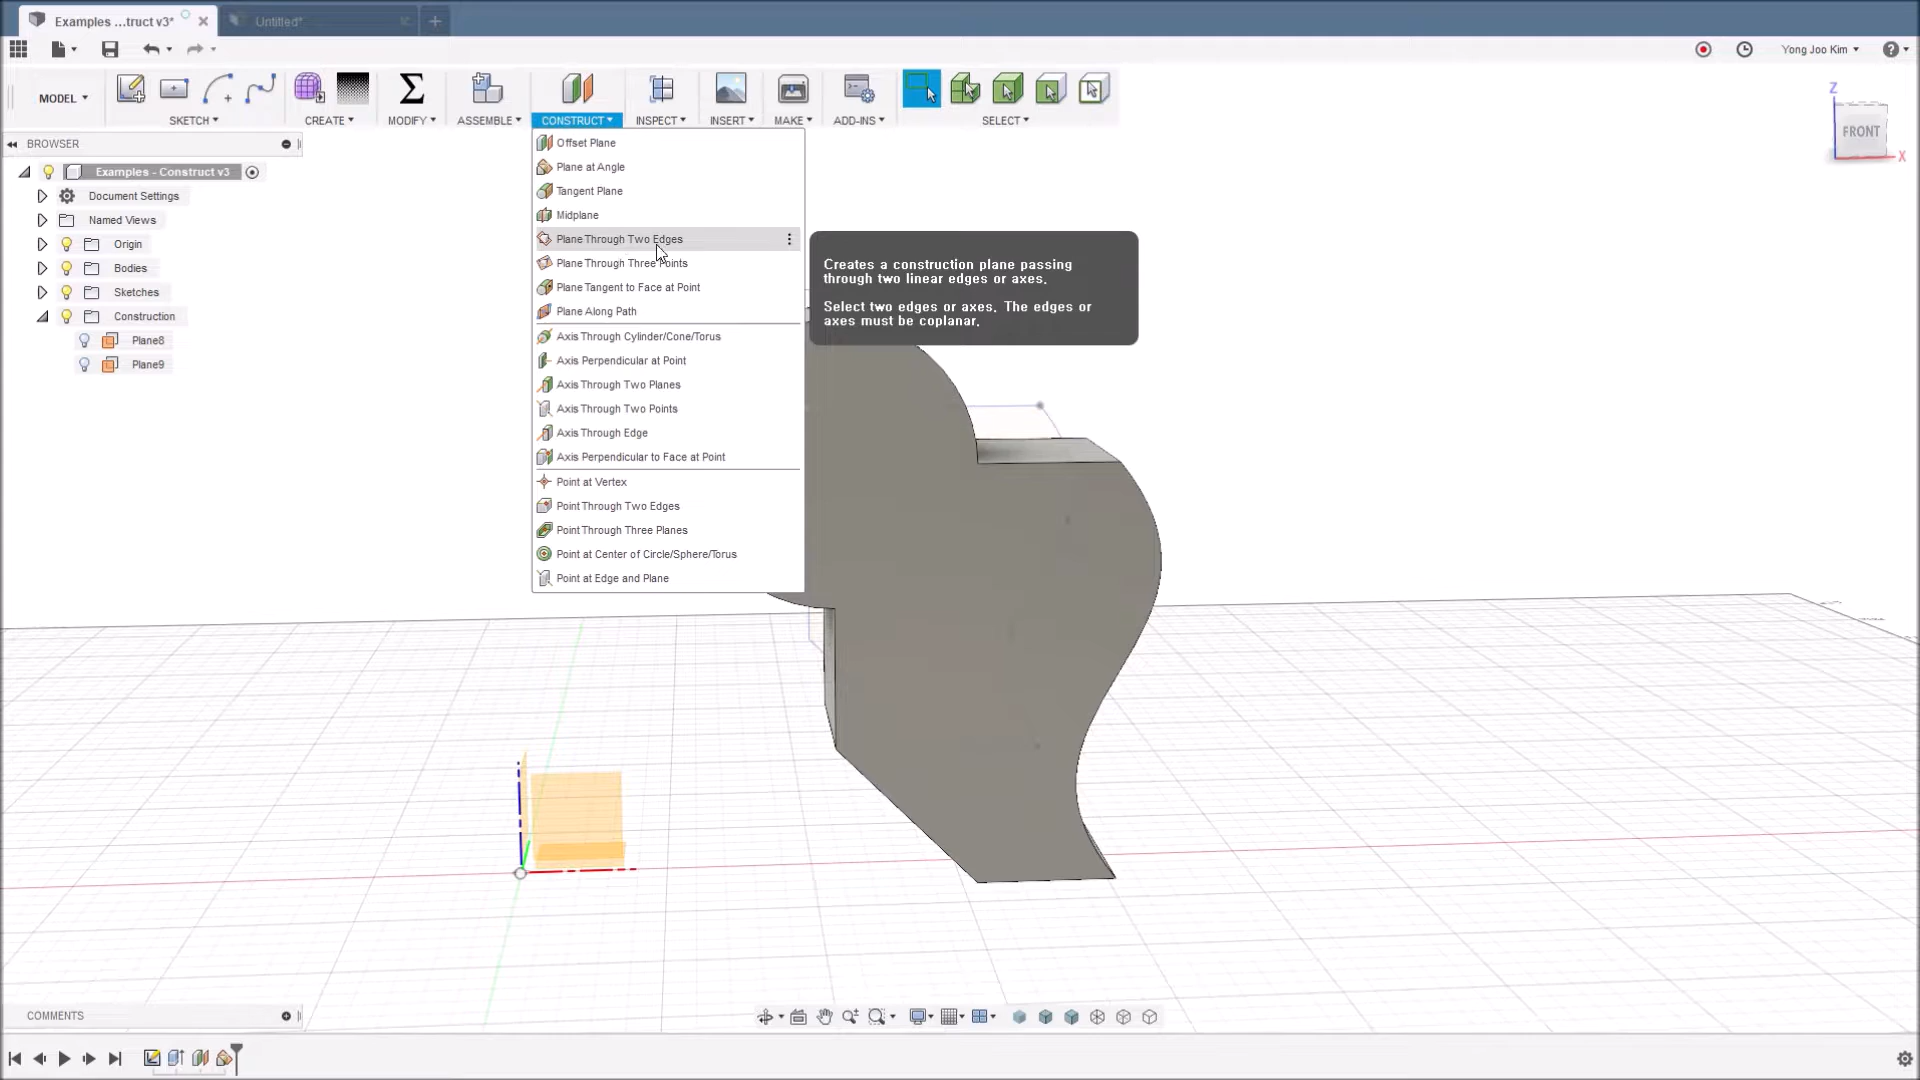 Examples ...truct v3*
Untitled*
Yong Joo Kim
MODEL
SKETCH
CREATE
MODIFY
ASSEMBLE
CONSTRUCT
INSPECT
INSERT
MAKE
ADD-INS
SELECT
Z
FRONT
X
BROWSER
Examples - Construct v3
Document Settings
Named Views
Origin
Bodies
Sketches
Construction
Plane8
Plane9
Offset Plane
Plane at Angle
Tangent Plane
Midplane
Plane Through Two Edges
Plane Through Three Points
Plane Tangent to Face at Point
Plane Along Path
Axis Through Cylinder/Cone/Torus
Axis Perpendicular at Point
Axis Through Two Planes
Axis Through Two Points
Axis Through Edge
Axis Perpendicular to Face at Point
Point at Vertex
Point Through Two Edges
Point Through Three Planes
Point at Center of Circle/Sphere/Torus
Point at Edge and Plane
Creates a construction plane passing
through two linear edges or axes.
Select two edges or axes. The edges or
axes must be coplanar.
COMMENTS